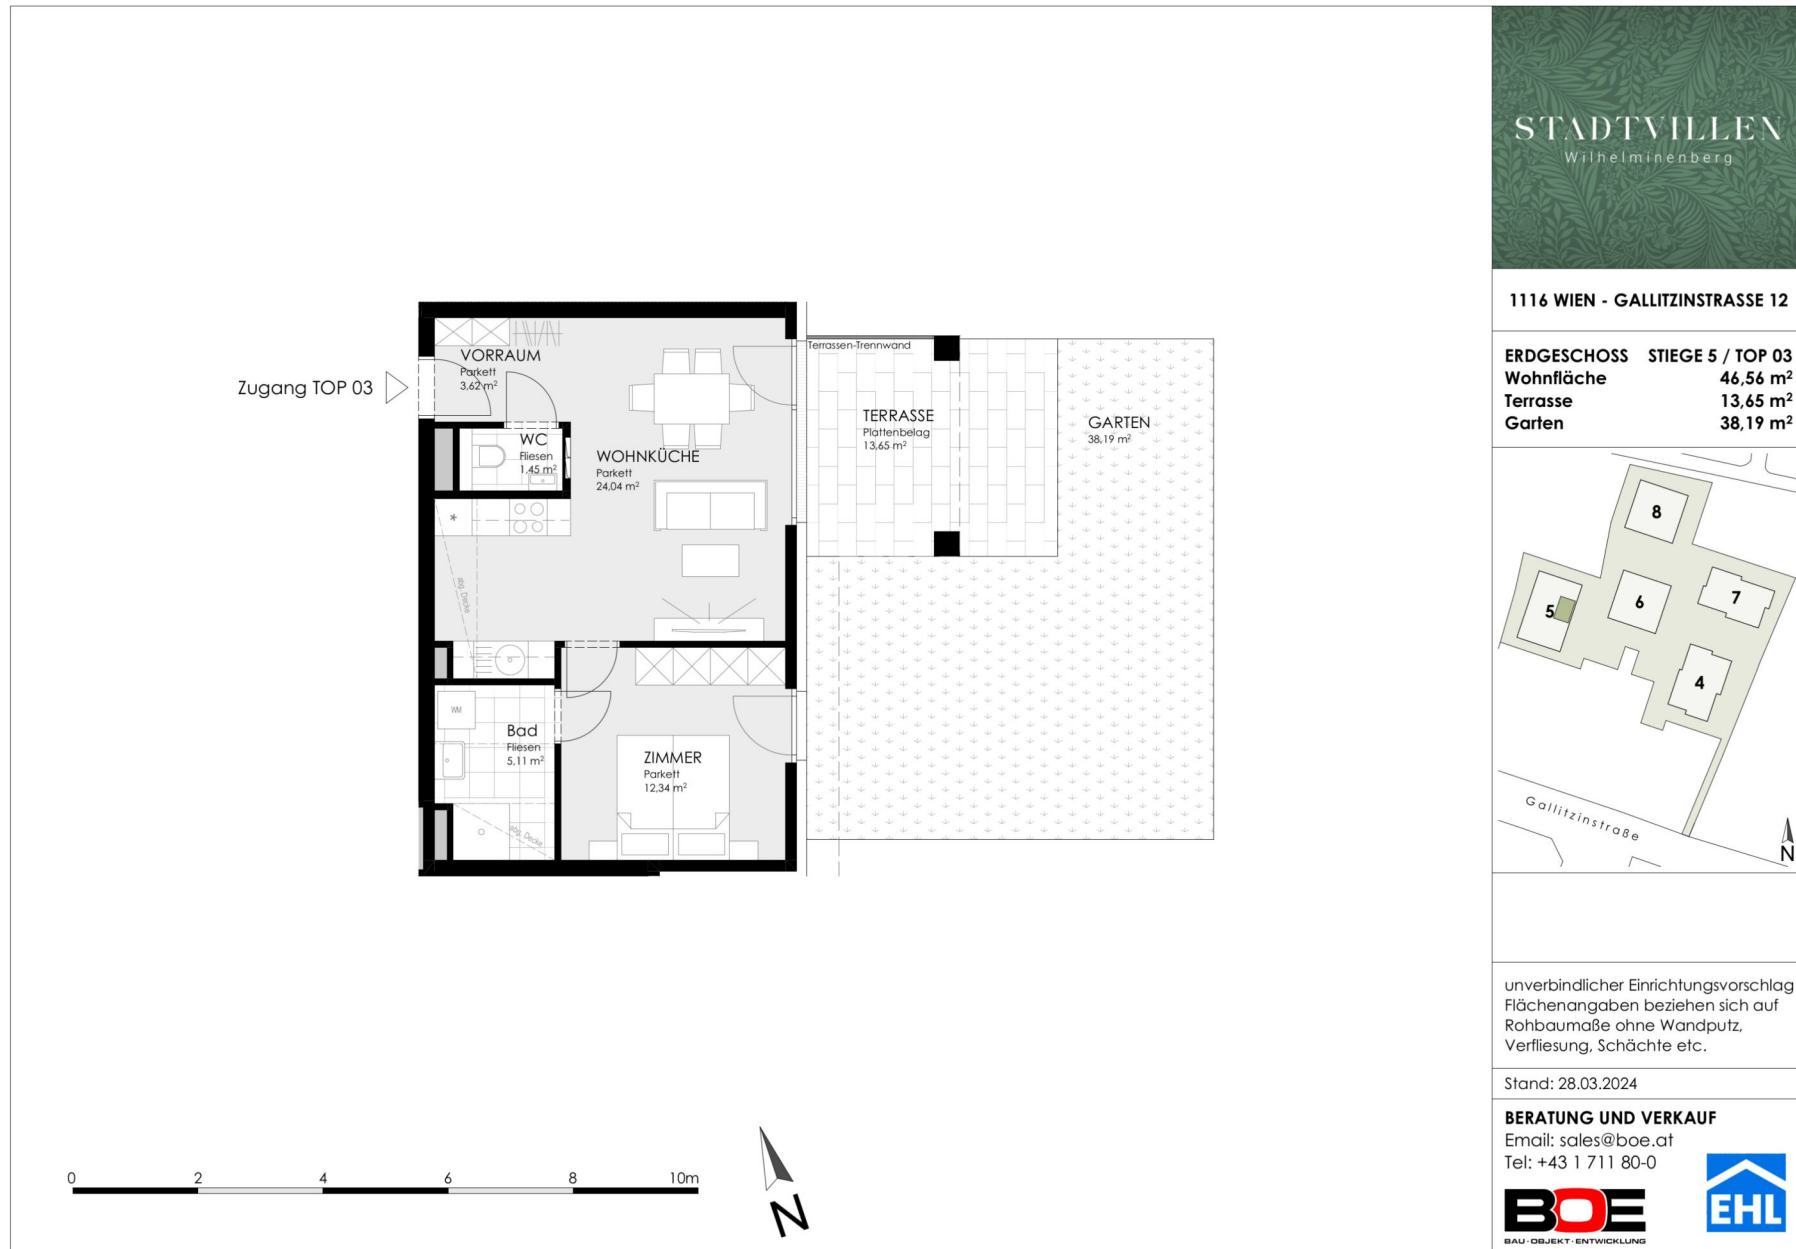 STADTVILLEN
Wilhelminenberg
1116 WIEN - GALLITZINSTRASSE 12
ERDGESCHOSS STIEGE 5 / TOP 03
Wohnfläche 46,56 m²
Terrasse 13,65 m²
Garten 38,19 m²
8
5
6
7
4
Gallitzinstraße
N
unverbindlicher Einrichtungsvorschlag
Flächenangaben beziehen sich auf
Rohbaumaße ohne Wandputz,
Verfliesung, Schächte etc.
Stand: 28.03.2024
BERATUNG UND VERKAUF
Email: sales@boe.at
Tel: +43 1 711 80-0
BOE
BAU·OBJEKT·ENTWICKLUNG
EHL
Zugang TOP 03
VORRAUM
Parkett
3,62 m²
WC
Fliesen
1,45 m²
WOHNKÜCHE
Parkett
24,04 m²
abg. Decke
Terrassen-Trennwand
TERRASSE
Plattenbelag
13,65 m²
GARTEN
38,19 m²
WM
Bad
Fliesen
5,11 m²
abg. Decke
ZIMMER
Parkett
12,34 m²
0 2 4 6 8 10m
N